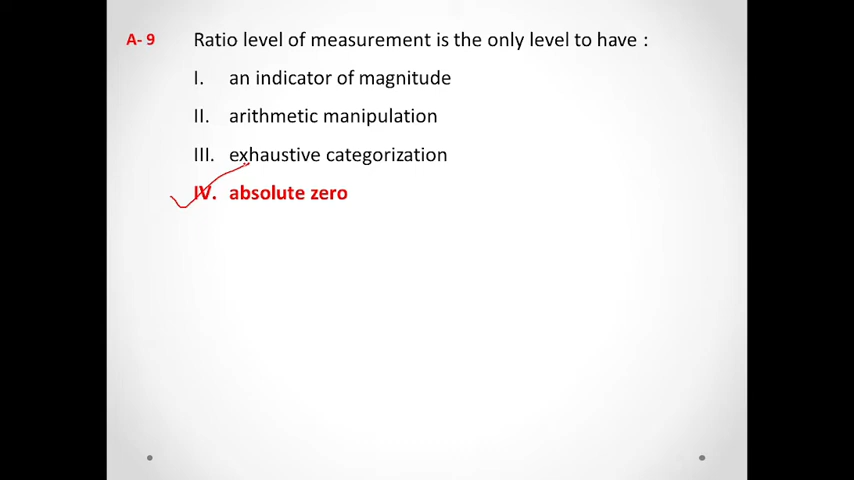 A- 9 Ratio level of measurement is the only level to have :
I. an indicator of magnitude
II. arithmetic manipulation
III. exhaustive categorization
IV. absolute zero